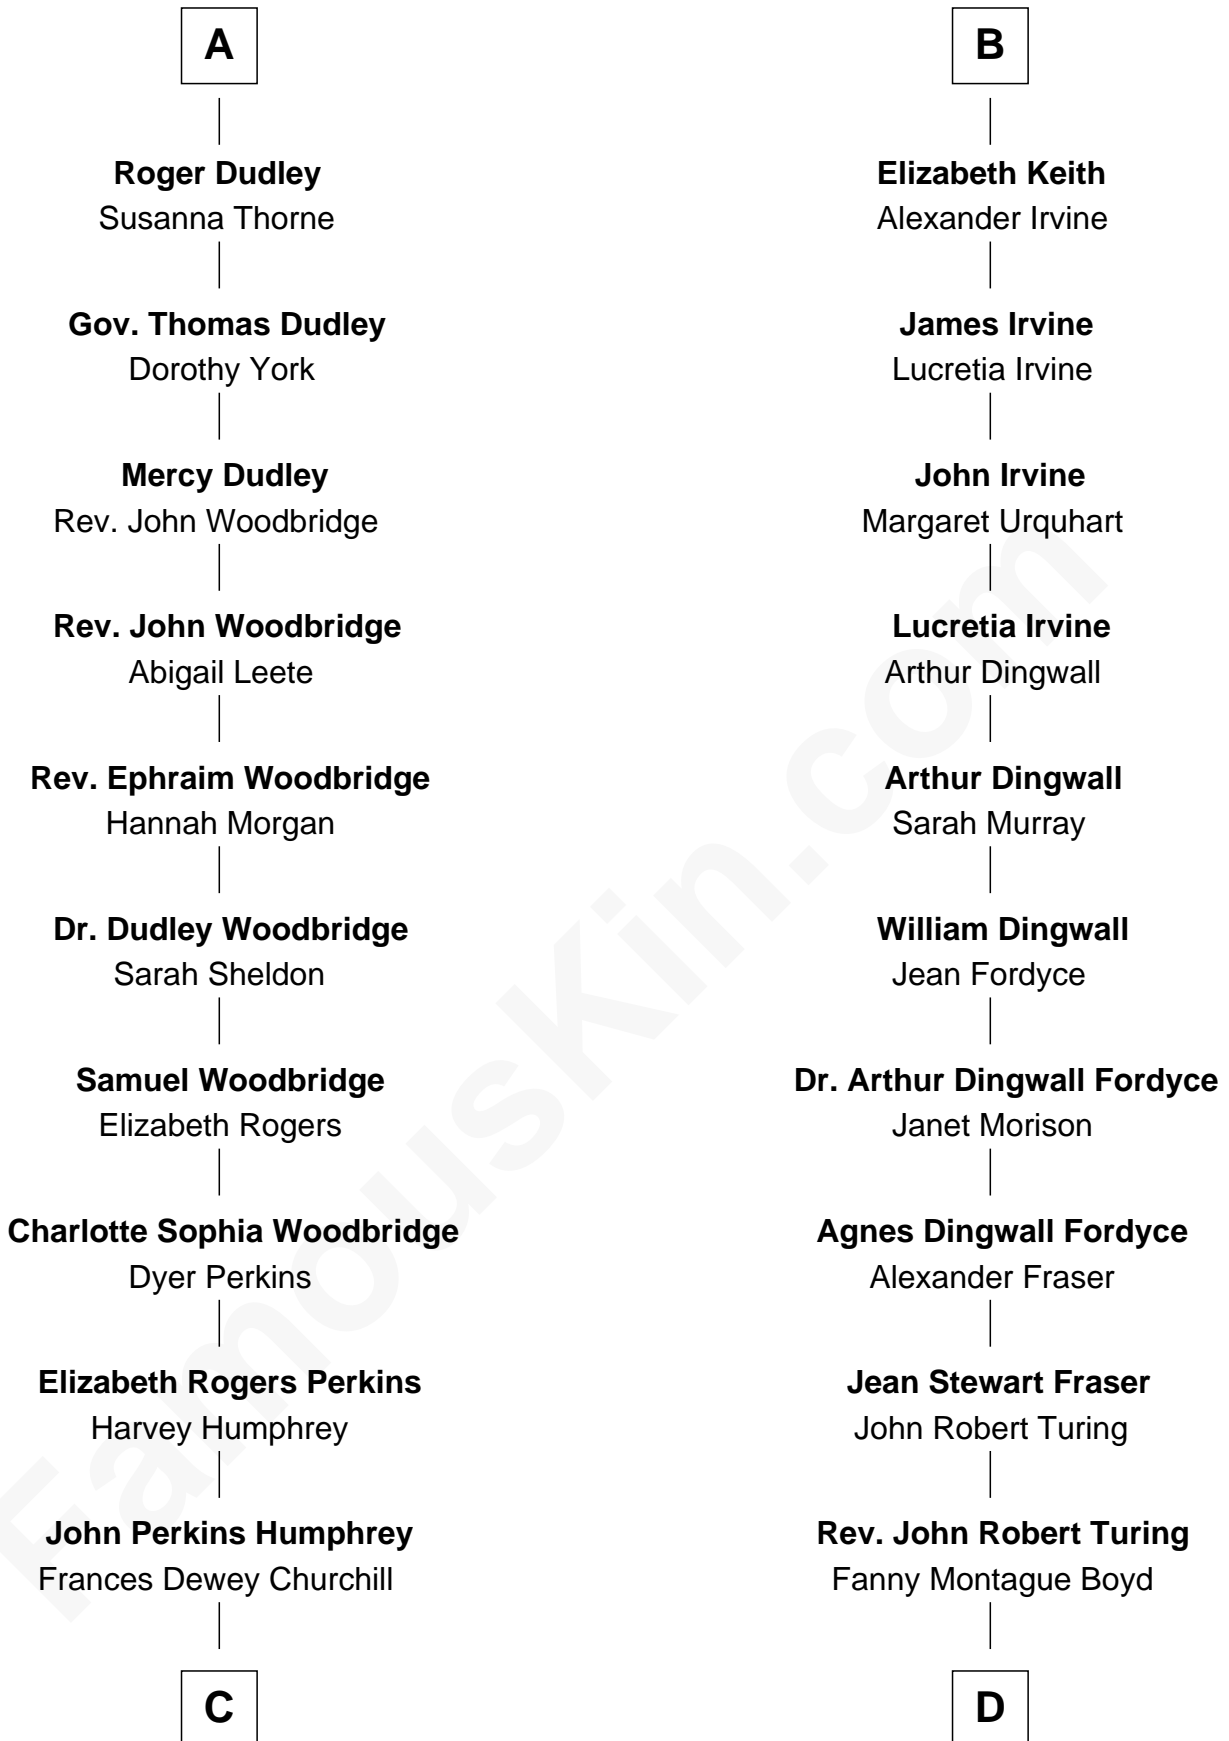 A
Roger Dudley
Susanna Thorne
Gov. Thomas Dudley
Dorothy York
Mercy Dudley
Rev. John Woodbridge
Rev. John Woodbridge
Abigail Leete
Rev. Ephraim Woodbridge
Hannah Morgan
Dr. Dudley Woodbridge
Sarah Sheldon
Samuel Woodbridge
Elizabeth Rogers
Charlotte Sophia Woodbridge
Dyer Perkins
Elizabeth Rogers Perkins
Harvey Humphrey
John Perkins Humphrey
Frances Dewey Churchill
C
B
Elizabeth Keith
Alexander Irvine
James Irvine
Lucretia Irvine
John Irvine
Margaret Urquhart
Lucretia Irvine
Arthur Dingwall
Arthur Dingwall
Sarah Murray
William Dingwall
Jean Fordyce
Dr. Arthur Dingwall Fordyce
Janet Morison
Agnes Dingwall Fordyce
Alexander Fraser
Jean Stewart Fraser
John Robert Turing
Rev. John Robert Turing
Fanny Montague Boyd
D
FamousKin.com